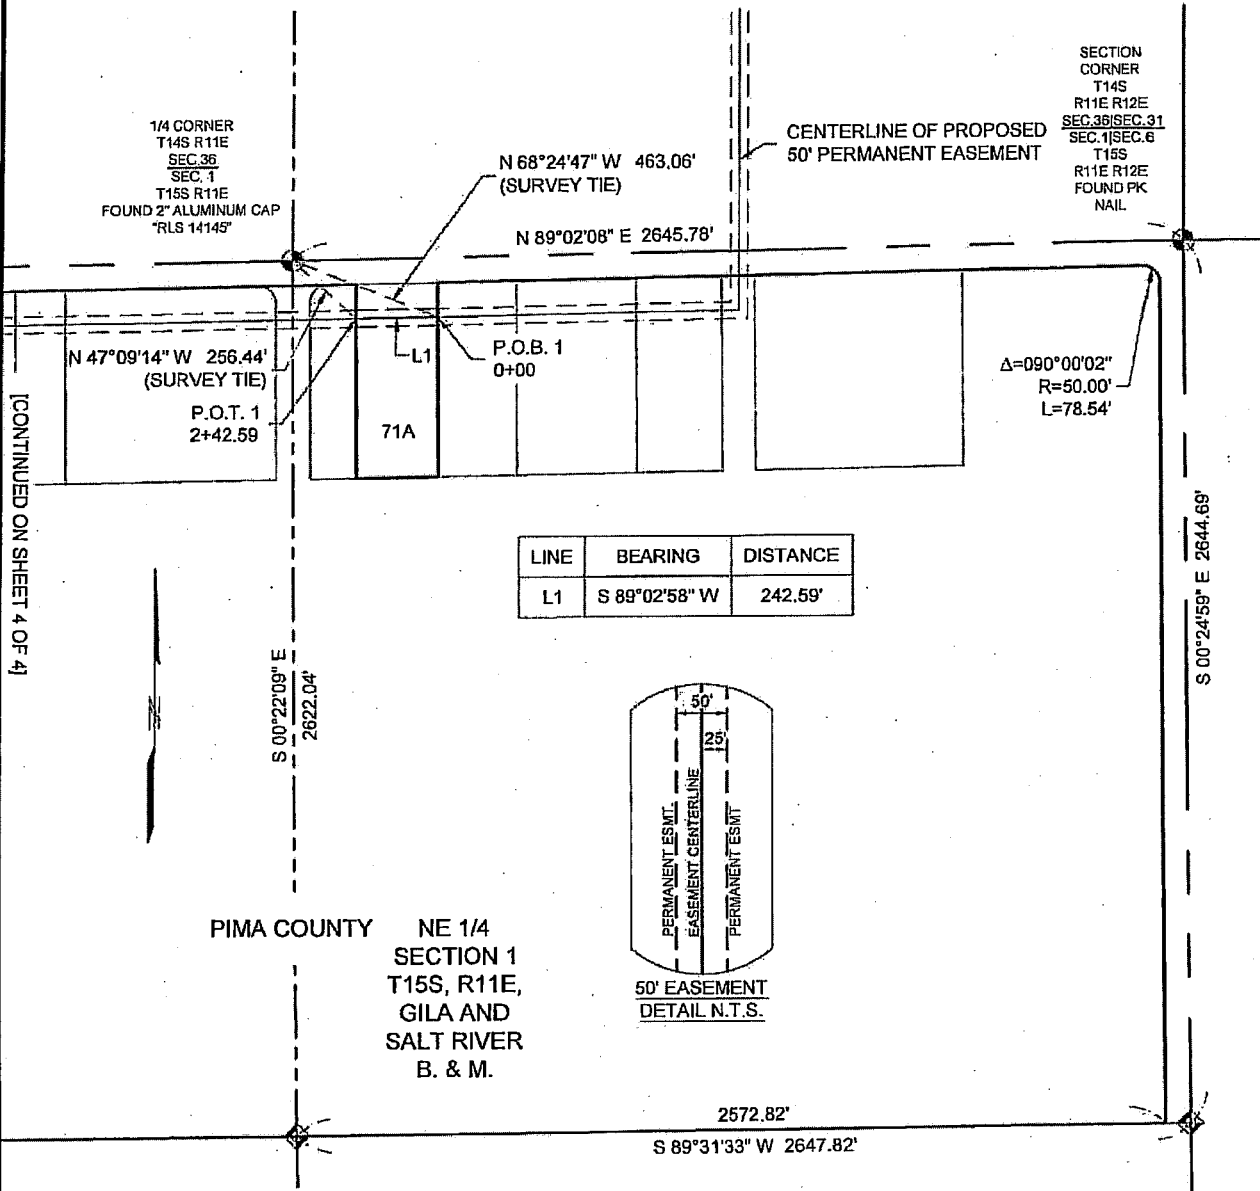 SECTION
CORNER
T14S
R11E R12E
SEC.36|SEC.31
SEC.1|SEC.6
T15S
R11E R12E
FOUND PK
NAIL
1/4 CORNER
T14S R11E
SEC.36
SEC. 1
T15S R11E
FOUND 2" ALUMINUM CAP
"RLS 14145"
CENTERLINE OF PROPOSED
50' PERMANENT EASEMENT
N 68°24'47" W 463.06'
(SURVEY TIE)
N 89°02'08" E 2645.78'
N 47°09'14" W 256.44'
(SURVEY TIE)
L1
P.O.B. 1
0+00
P.O.T. 1
2+42.59
71A
Δ=090°00'02"
R=50.00'
L=78.54'
[CONTINUED ON SHEET 4 OF 4]
LINE BEARING DISTANCE
L1 S 89°02'58" W 242.59'
S 00°24'59" E 2644.69'
S 00°22'09" E
2622.04'
N
50'
25'
PERMANENT ESMT.
EASEMENT CENTERLINE
PERMANENT ESMT
50' EASEMENT
DETAIL N.T.S.
PIMA COUNTY
NE 1/4
SECTION 1
T15S, R11E,
GILA AND
SALT RIVER
B. & M.
2572.82'
S 89°31'33" W 2647.82'